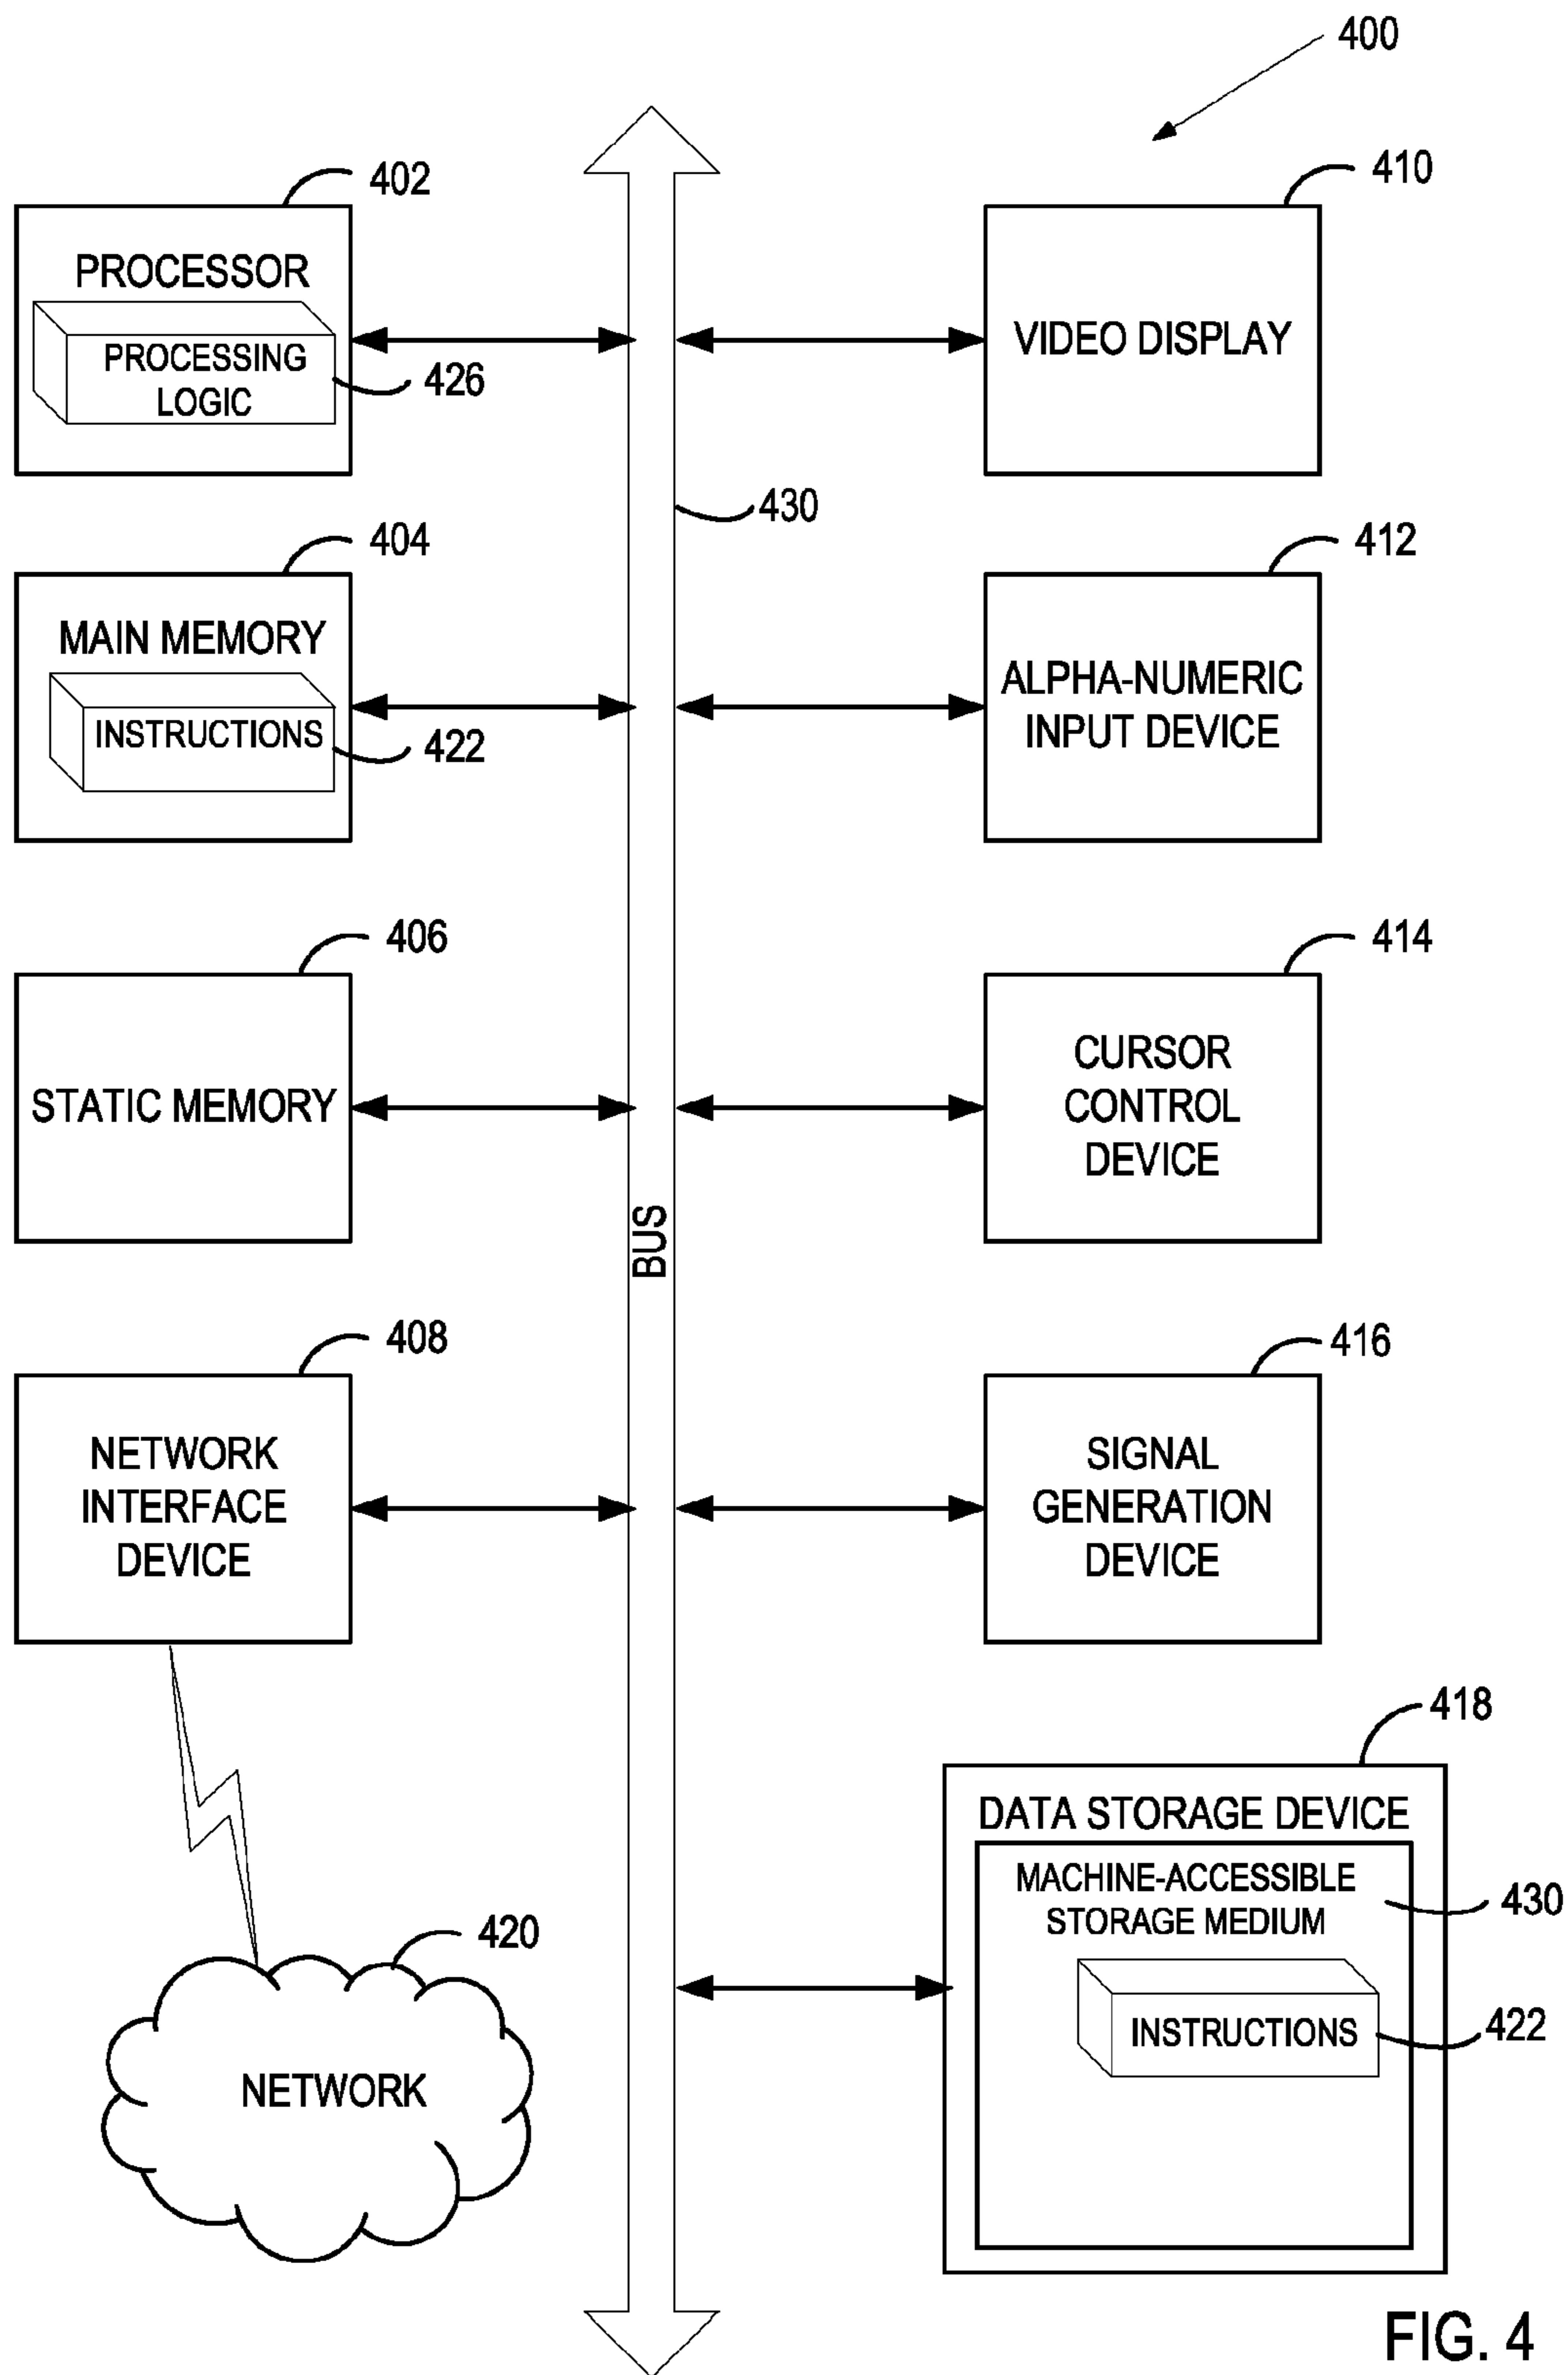 400
402
PROCESSOR
PROCESSING
LOGIC
426
410
VIDEO DISPLAY
430
404
MAIN MEMORY
INSTRUCTIONS
422
412
ALPHA-NUMERIC
INPUT DEVICE
406
STATIC MEMORY
414
CURSOR
CONTROL
DEVICE
BUS
408
NETWORK
INTERFACE
DEVICE
416
SIGNAL
GENERATION
DEVICE
418
DATA STORAGE DEVICE
MACHINE-ACCESSIBLE
STORAGE MEDIUM
430
INSTRUCTIONS
422
420
NETWORK
FIG. 4